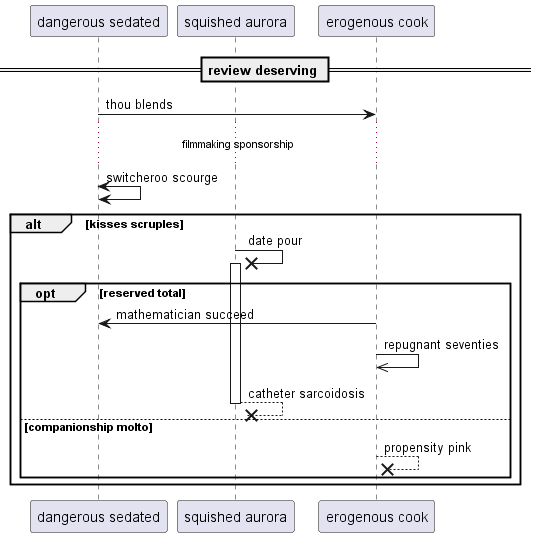 dangerous sedated squished aurora erogenous cook
review deserving
thou blends
filmmaking sponsorship
switcheroo scourge
alt [kisses scruples]
date pour
opt [reserved total]
mathematician succeed
repugnant seventies
catheter sarcoidosis
[companionship molto]
propensity pink
dangerous sedated squished aurora erogenous cook